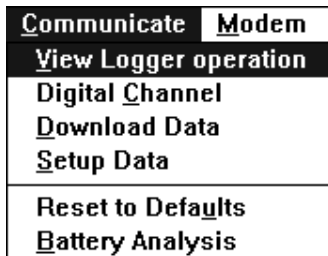 Communicate Modem
View Logger operation
Digital Channel
Download Data
Setup Data
Reset to Defaults
Battery Analysis